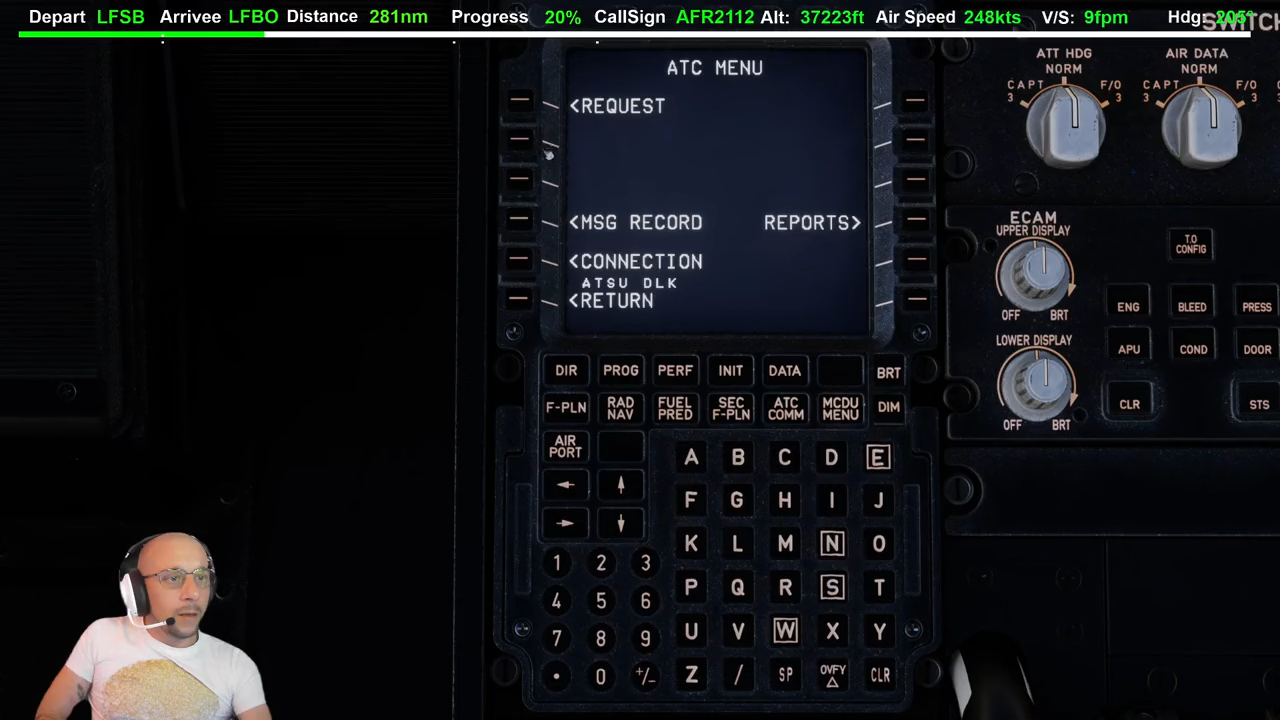 Depart LFSB Arrivee LFBO Distance 281nm Progress 20% CallSign AFR2112 Alt: 37223ft Air Speed 248kts V/S: 9fpm Hdg: 205°
SWITCH
ATC MENU
<REQUEST
<MSG RECORD REPORTS>
<CONNECTION
ATSU DLK
<RETURN
ATT HDG
NORM
CAPT F/O
3 3
AIR DATA
NORM
CAPT F/O
3 3
ECAM
UPPER DISPLAY
OFF BRT
LOWER DISPLAY
OFF BRT
T.O
CONFIG
ENG BLEED PRESS
APU COND DOOR
CLR STS
DIR PROG PERF INIT DATA BRT
F-PLN RAD NAV FUEL PRED SEC F-PLN ATC COMM MCDU MENU DIM
AIR PORT
← ↑
→ ↓
A B C D E
F G H I J
K L M N O
P Q R S T
U V W X Y
Z / SP OVFY △ CLR
1 2 3
4 5 6
7 8 9
. 0 +/-